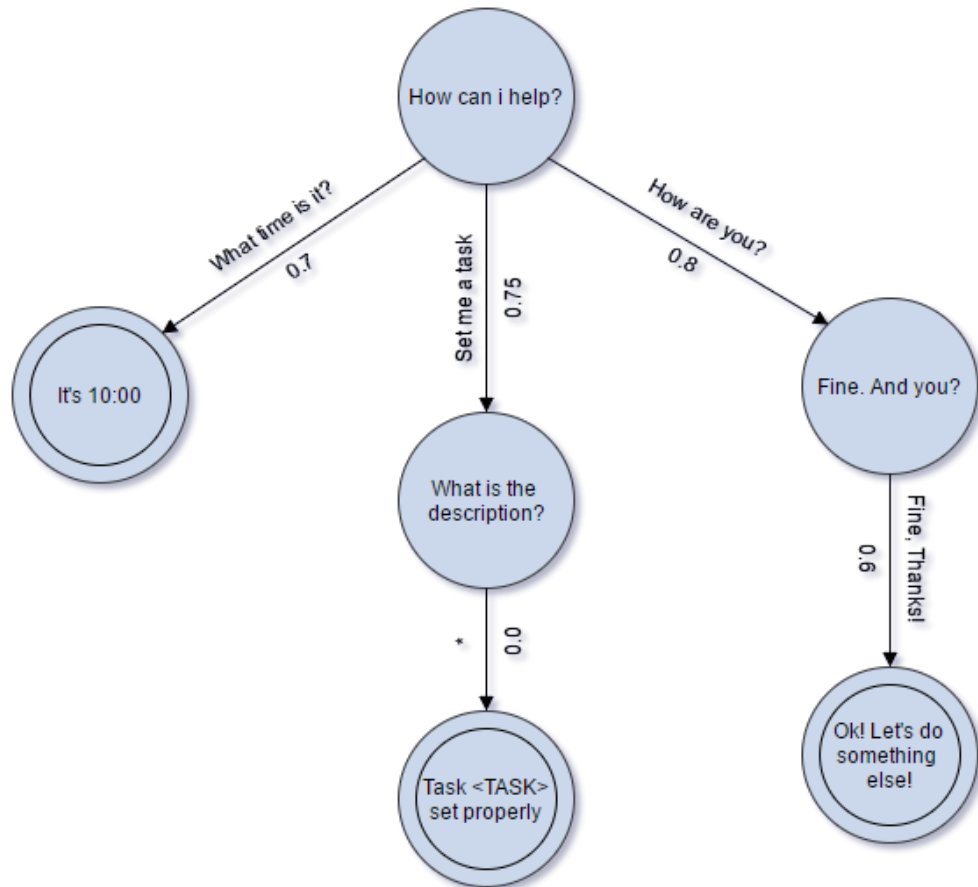 How can i help?
What time is it?
0.7
Set me a task
0.75
How are you?
0.8
It's 10:00
Fine. And you?
What is the
description?
Fine, Thanks!
0.6
*
0.0
Ok! Let's do
something
else!
Task <TASK>
set properly